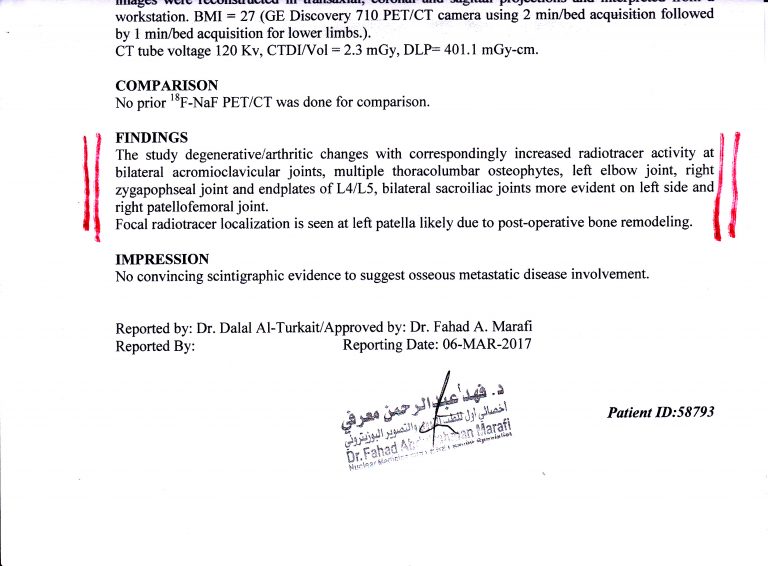 images were reconstructed in transaxial, coronal and sagittal projections and interpreted from a
workstation. BMI = 27 (GE Discovery 710 PET/CT camera using 2 min/bed acquisition followed
by 1 min/bed acquisition for lower limbs.).
CT tube voltage 120 Kv, CTDI/Vol = 2.3 mGy, DLP= 401.1 mGy-cm.
COMPARISON
No prior 18F-NaF PET/CT was done for comparison.
FINDINGS
The study degenerative/arthritic changes with correspondingly increased radiotracer activity at
bilateral acromioclavicular joints, multiple thoracolumbar osteophytes, left elbow joint, right
zygapophseal joint and endplates of L4/L5, bilateral sacroiliac joints more evident on left side and
right patellofemoral joint.
Focal radiotracer localization is seen at left patella likely due to post-operative bone remodeling.
IMPRESSION
No convincing scintigraphic evidence to suggest osseous metastatic disease involvement.
Reported by: Dr. Dalal Al-Turkait/Approved by: Dr. Fahad A. Marafi
Reported By: Reporting Date: 06-MAR-2017
د. فهد عبدالرحمن معرفي
أخصائي أول للطب والتصوير البوزيتروني
Dr. Fahad Marafi
Nuclear Medicine
Patient ID:58793